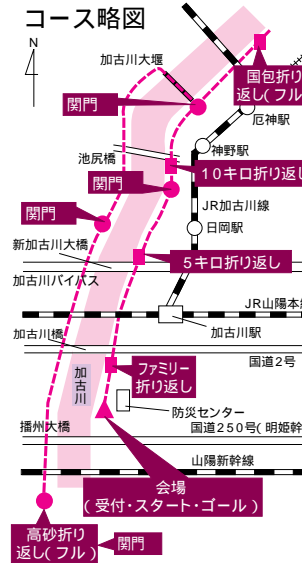 コース略図
N
加古川大堰
国包折り
返し(フル
関門
厄神駅
神野駅
池尻橋
10キロ折り返し
関門
JR加古川線
関門
日岡駅
新加古川大橋
5キロ折り返し
加古川バイパス
JR山陽本線
加古川橋
加古川駅
国道2号
ファミリー
折り返し
加古川
防災センター
播州大橋
国道250号(明姫幹
山陽新幹線
会場
(受付・スタート・ゴール)
高砂折り
返し(フル)
関門